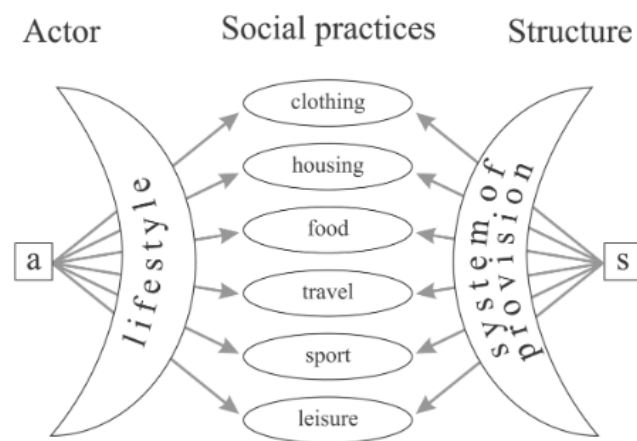 Actor Social practices Structure
clothing
housing
food
travel
sport
leisure
a
lifestyle
system of
provision
s